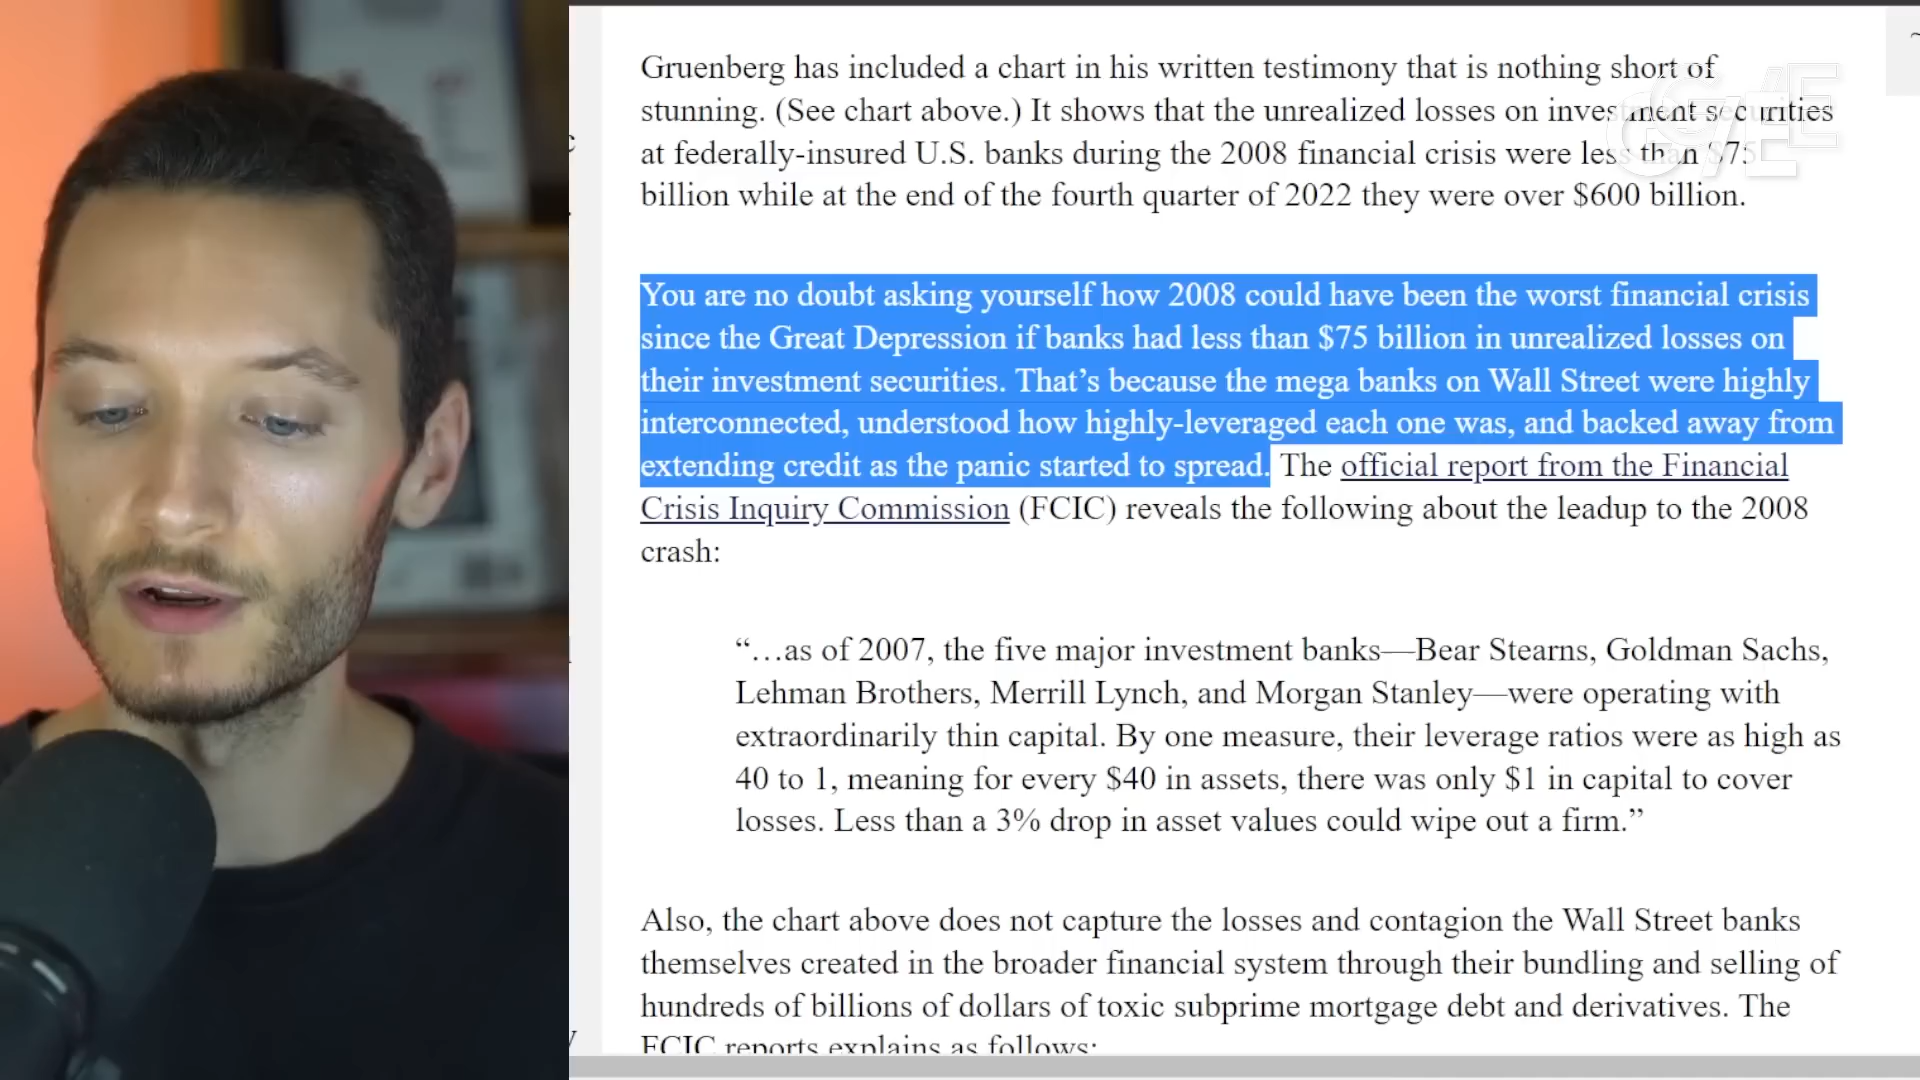 Gruenberg has included a chart in his written testimony that is nothing short of
stunning. (See chart above.) It shows that the unrealized losses on investment securities
at federally-insured U.S. banks during the 2008 financial crisis were less than $75
billion while at the end of the fourth quarter of 2022 they were over $600 billion.
You are no doubt asking yourself how 2008 could have been the worst financial crisis
since the Great Depression if banks had less than $75 billion in unrealized losses on
their investment securities. That’s because the mega banks on Wall Street were highly
interconnected, understood how highly-leveraged each one was, and backed away from
extending credit as the panic started to spread. The official report from the Financial
Crisis Inquiry Commission (FCIC) reveals the following about the leadup to the 2008
crash:
“…as of 2007, the five major investment banks—Bear Stearns, Goldman Sachs,
Lehman Brothers, Merrill Lynch, and Morgan Stanley—were operating with
extraordinarily thin capital. By one measure, their leverage ratios were as high as
40 to 1, meaning for every $40 in assets, there was only $1 in capital to cover
losses. Less than a 3% drop in asset values could wipe out a firm.”
Also, the chart above does not capture the losses and contagion the Wall Street banks
themselves created in the broader financial system through their bundling and selling of
hundreds of billions of dollars of toxic subprime mortgage debt and derivatives. The
FCIC reports explains as follows: